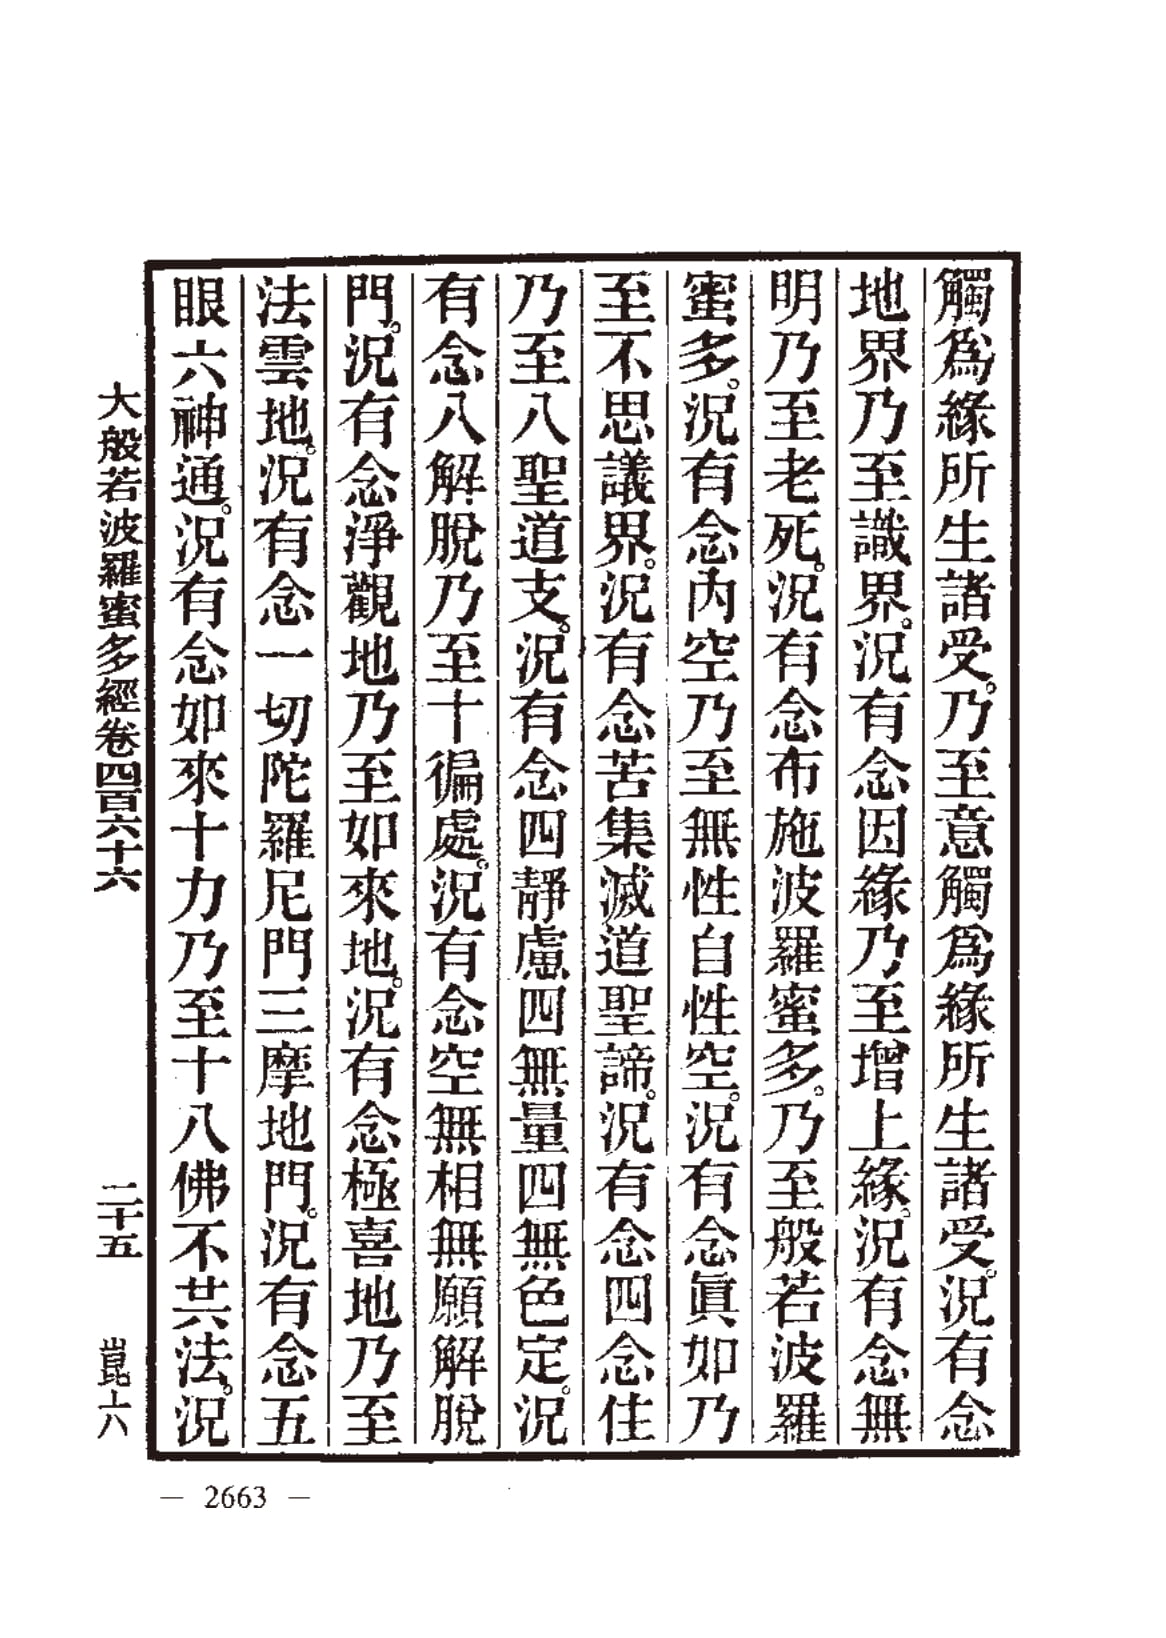 觸爲緣所生諸受。乃至意觸爲緣所生諸受。況有念
地界乃至識界。況有念因緣乃至增上緣。況有念無
明乃至老死。況有念布施波羅蜜多。乃至般若波羅
蜜多。況有念內空乃至無性自性空。況有念眞如乃
至不思議界。況有念苦集滅道聖諦。況有念四念住
乃至八聖道支。況有念四靜慮四無量四無色定。況
有念八解脫乃至十徧處。況有念空無相無願解脫
門。況有念淨觀地乃至如來地。況有念極喜地乃至
法雲地。況有念一切陀羅尼門三摩地門。況有念五
眼六神通。況有念如來十力乃至十八佛不共法。況
大般若波羅蜜多經卷四百六十六 二十五 崑六
— 2663 —